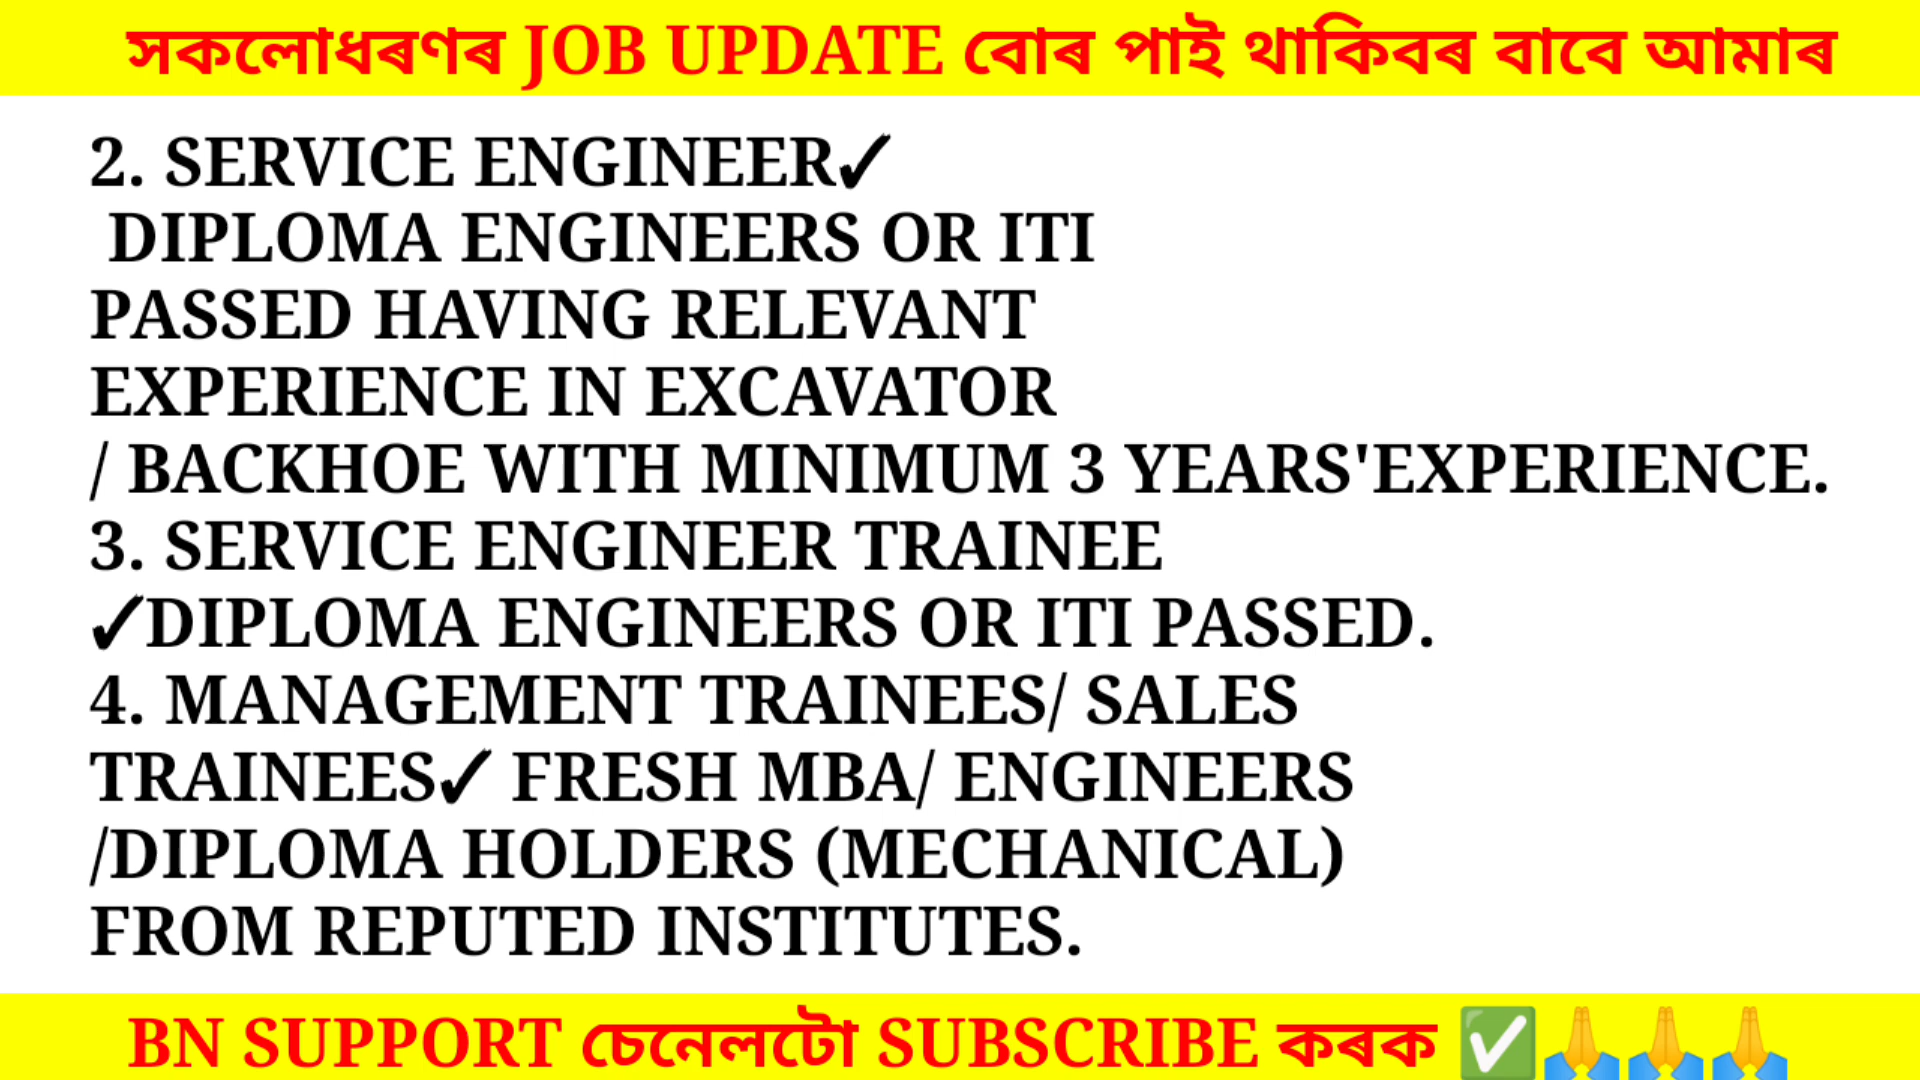 সকলোধৰণৰ JOB UPDATE বোৰ পাই থাকিবৰ বাবে আমাৰ
2. SERVICE ENGINEER✓
DIPLOMA ENGINEERS OR ITI
PASSED HAVING RELEVANT
EXPERIENCE IN EXCAVATOR
/ BACKHOE WITH MINIMUM 3 YEARS'EXPERIENCE.
3. SERVICE ENGINEER TRAINEE
✓DIPLOMA ENGINEERS OR ITI PASSED.
4. MANAGEMENT TRAINEES/ SALES
TRAINEES✓ FRESH MBA/ ENGINEERS
/DIPLOMA HOLDERS (MECHANICAL)
FROM REPUTED INSTITUTES.
BN SUPPORT চেনেলটো SUBSCRIBE কৰক ✅🙏🙏🙏